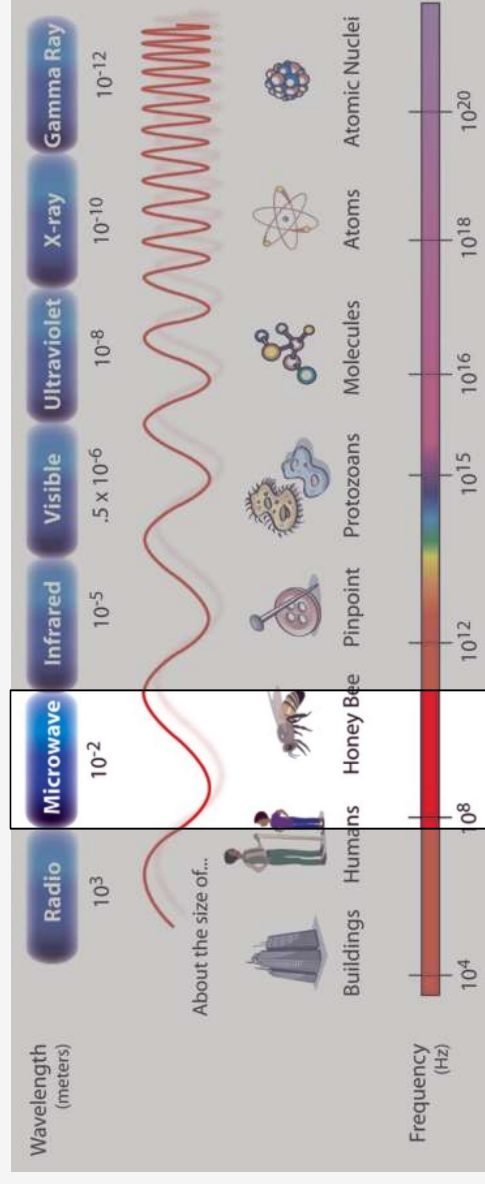 Wavelength
(meters)
Radio
Microwave
Infrared
Visible
Ultraviolet
X-ray
Gamma Ray
10³
10⁻²
10⁻⁵
.5 x 10⁻⁶
10⁻⁸
10⁻¹⁰
10⁻¹²
About the size of...
Buildings
Humans
Honey Bee
Pinpoint
Protozoans
Molecules
Atoms
Atomic Nuclei
Frequency
(Hz)
10⁴
10⁸
10¹²
10¹⁵
10¹⁶
10¹⁸
10²⁰